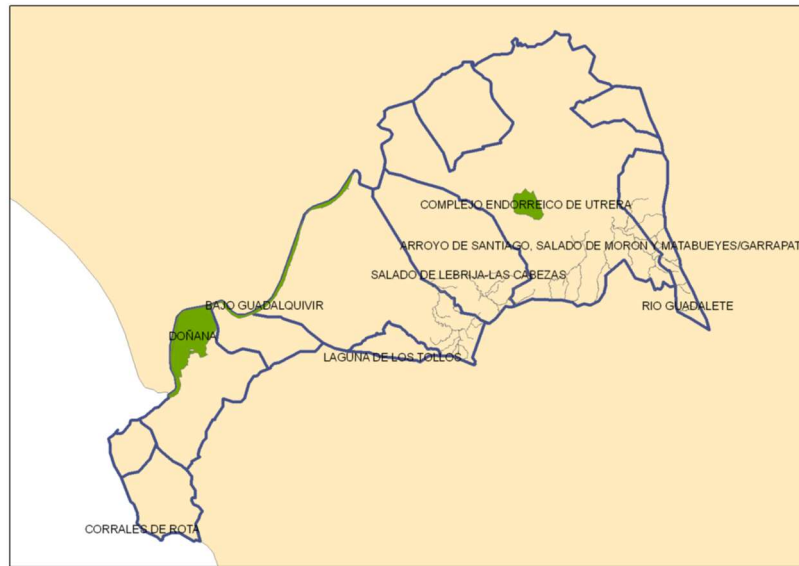 COMPLEJO ENDORREICO DE UTRERA
ARROYO DE SANTIAGO, SALADO DE MORÓN Y MATABUEYES/GARRAPAT
SALADO DE LEBRIJA-LAS CABEZAS
BAJO GUADALQUIVIR
RIO GUADALETE
DOÑANA
LAGUNA DE LOS TOLLOS
CORRALES DE ROTA